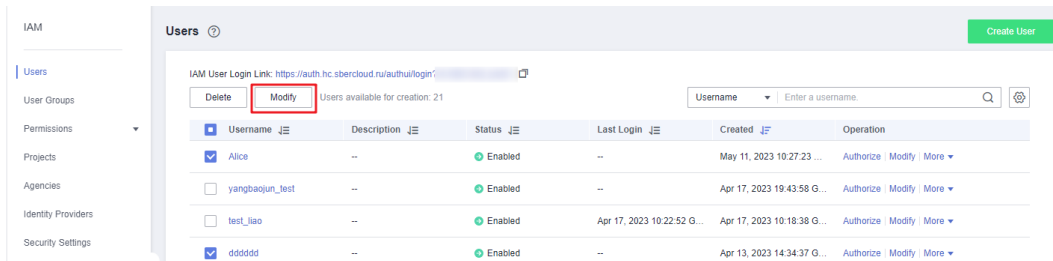 IAM
Users
Create User
Users
IAM User Login Link: https://auth.hc.sbercloud.ru/authui/login?
User Groups
Delete Modify Users available for creation: 21 Username Enter a username.
Permissions
Username Description Status Last Login Created Operation
Projects
Alice -- Enabled -- May 11, 2023 10:27:23 ... Authorize Modify More
Agencies
yangbaojun_test -- Enabled -- Apr 17, 2023 19:43:58 G... Authorize Modify More
Identity Providers
test_liao -- Enabled Apr 17, 2023 10:22:52 G... Apr 17, 2023 10:18:38 G... Authorize Modify More
Security Settings
dddddd -- Enabled -- Apr 13, 2023 14:34:37 G... Authorize Modify More